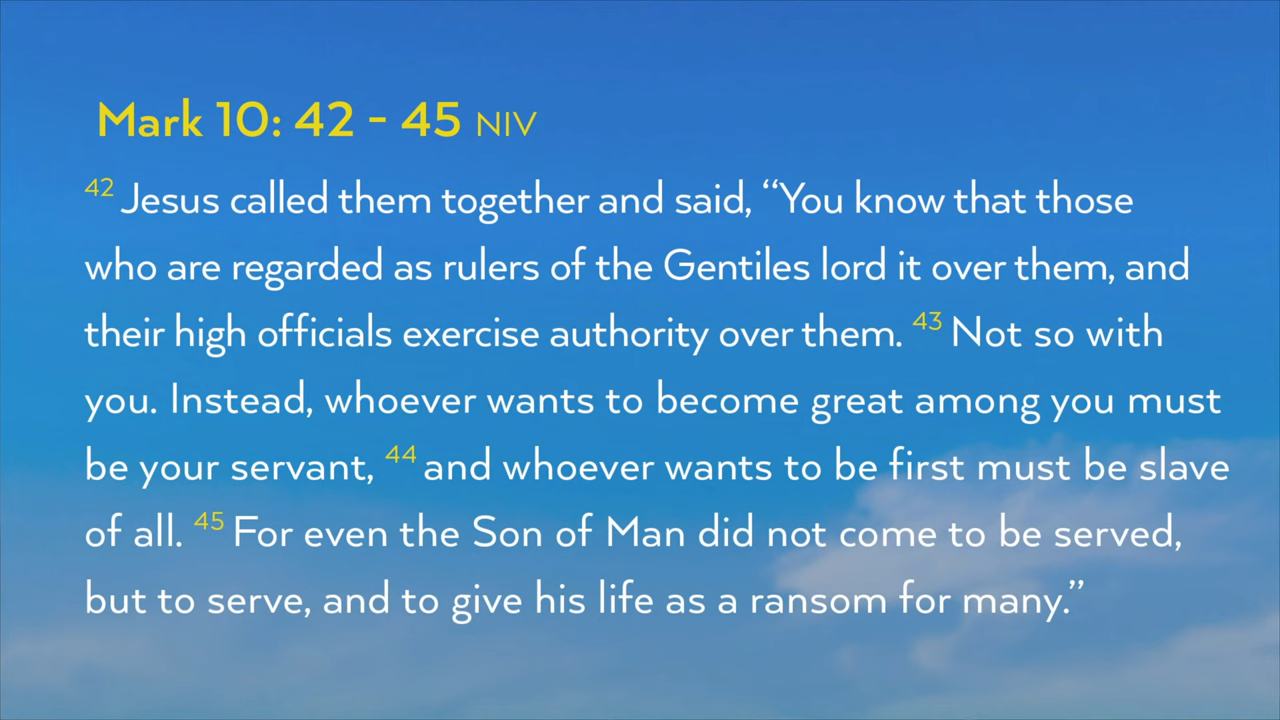 Mark 10: 42 - 45 NIV
42 Jesus called them together and said, “You know that those
who are regarded as rulers of the Gentiles lord it over them, and
their high officials exercise authority over them. 43 Not so with
you. Instead, whoever wants to become great among you must
be your servant, 44 and whoever wants to be first must be slave
of all. 45 For even the Son of Man did not come to be served,
but to serve, and to give his life as a ransom for many.”